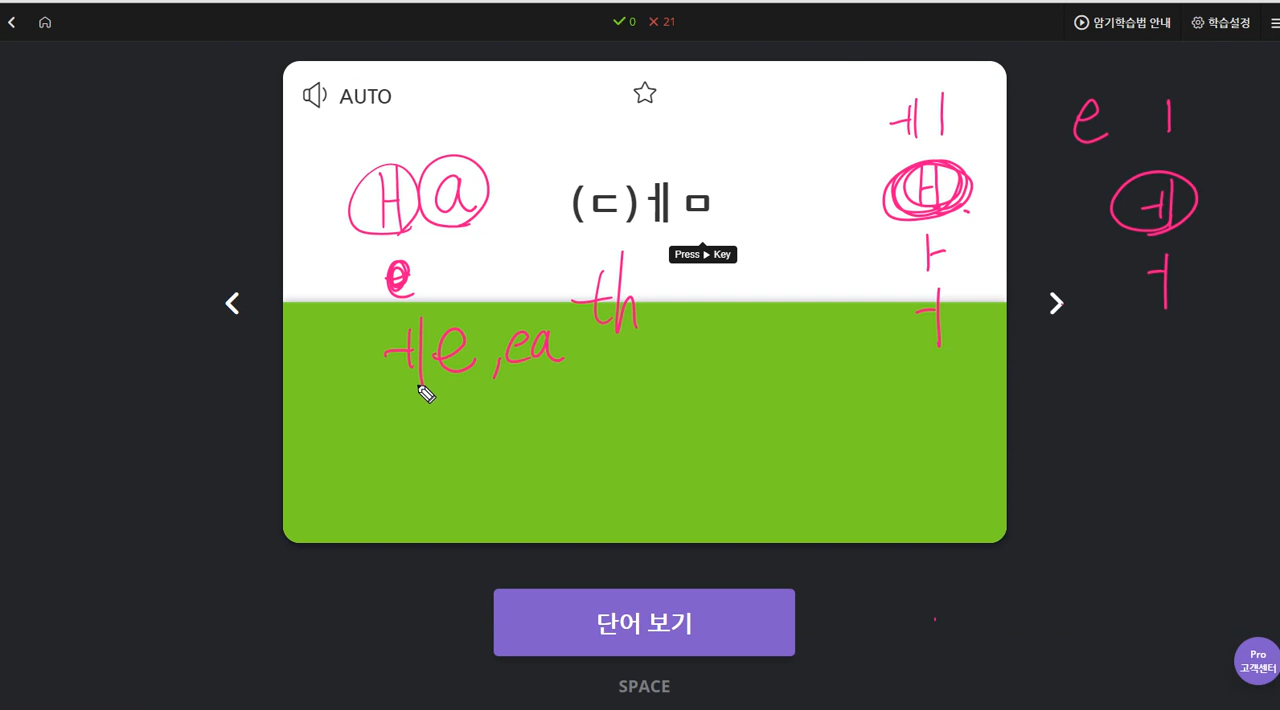 0 21 암기학습법 안내 학습설정
AUTO
ㅔ ㅣ
e ㅣ
ㅐ a
(ㄷ)ㅔㅁ
ㅐ
ㅔ
Press ▶ Key
ㅏ
e
th
ㅓ
ㅓ
ㅔ e, ea
단어 보기
Pro
고객센터
SPACE